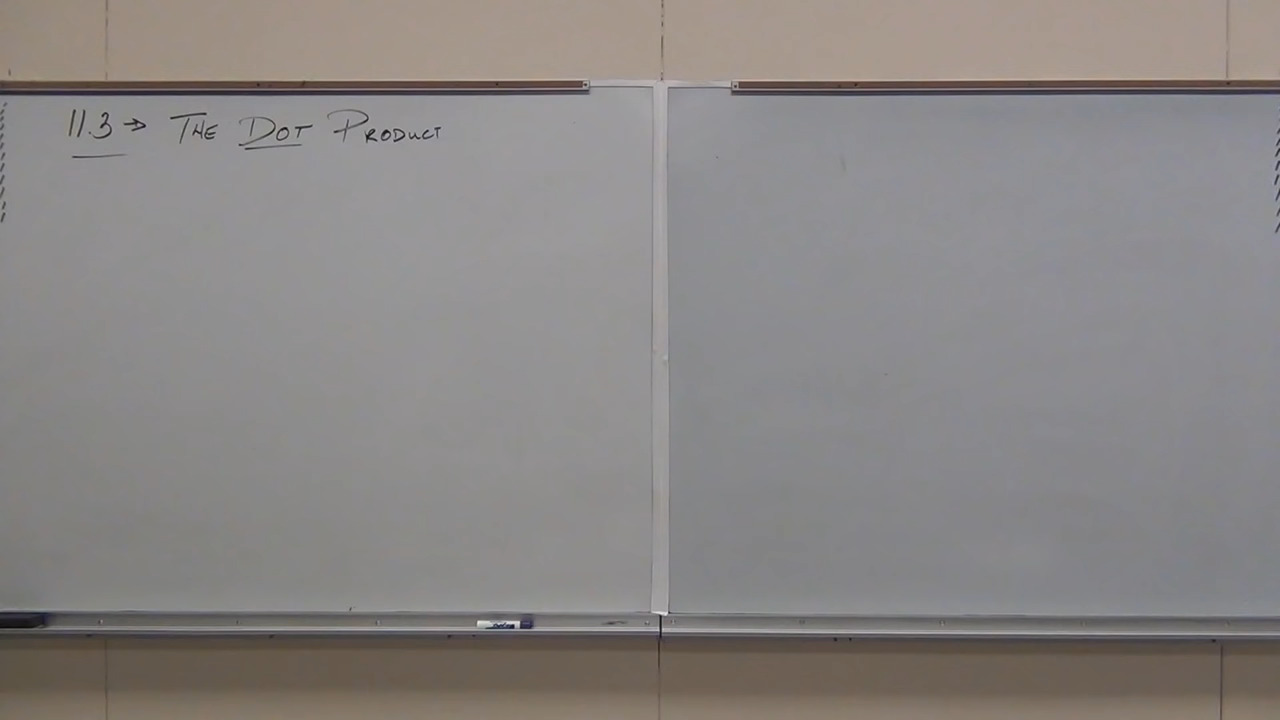 11.3 → THE DOT PRODUCT